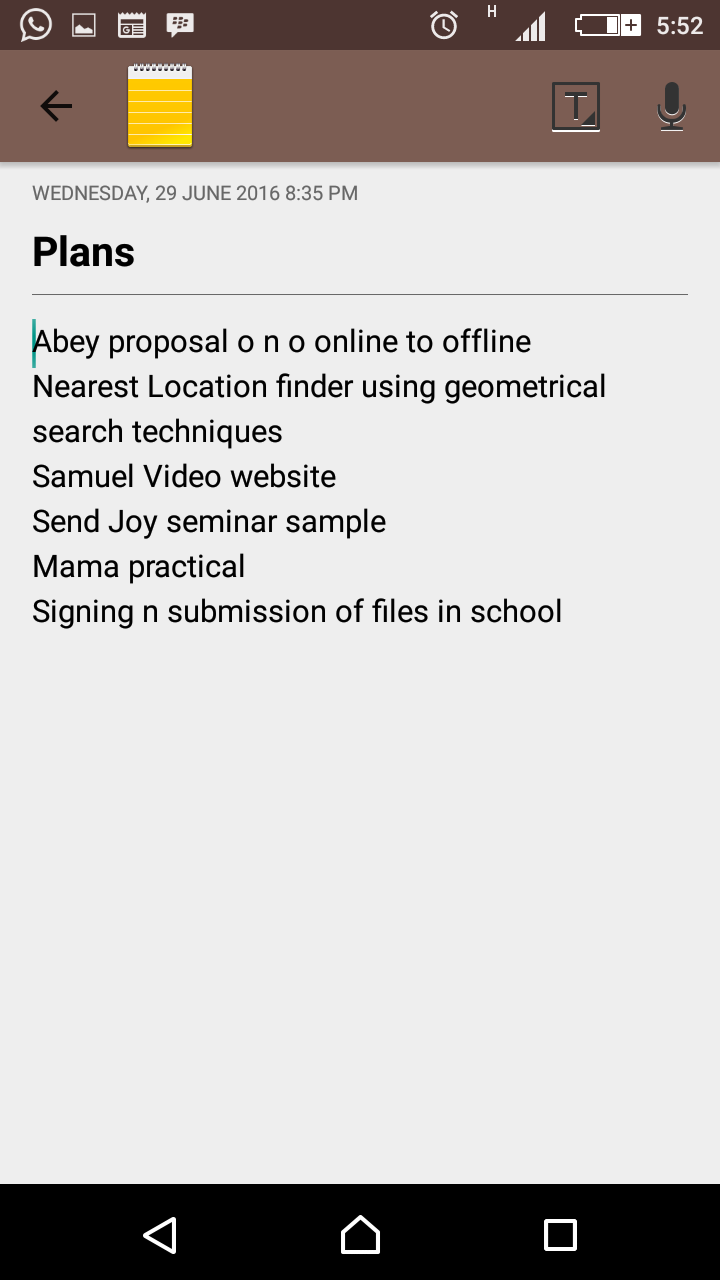 H 5:52
WEDNESDAY, 29 JUNE 2016 8:35 PM
Plans
Abey proposal o n o online to offline
Nearest Location finder using geometrical
search techniques
Samuel Video website
Send Joy seminar sample
Mama practical
Signing n submission of files in school